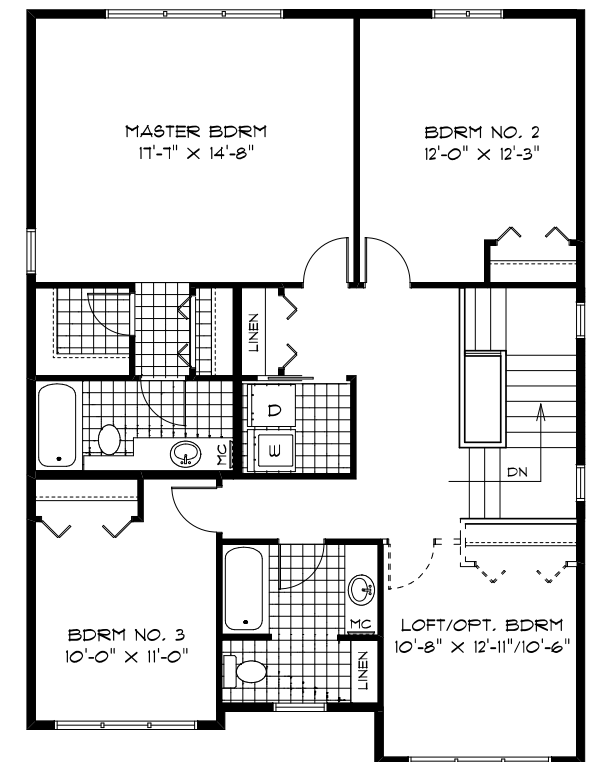 MASTER BDRM
17'-7" X 14'-8"
BDRM NO. 2
12'-0" X 12'-3"
LINEN
D
W
MC
DN
BDRM NO. 3
10'-0" X 11'-0"
MC
LINEN
LOFT/OPT. BDRM
10'-8" X 12'-11"/10'-6"